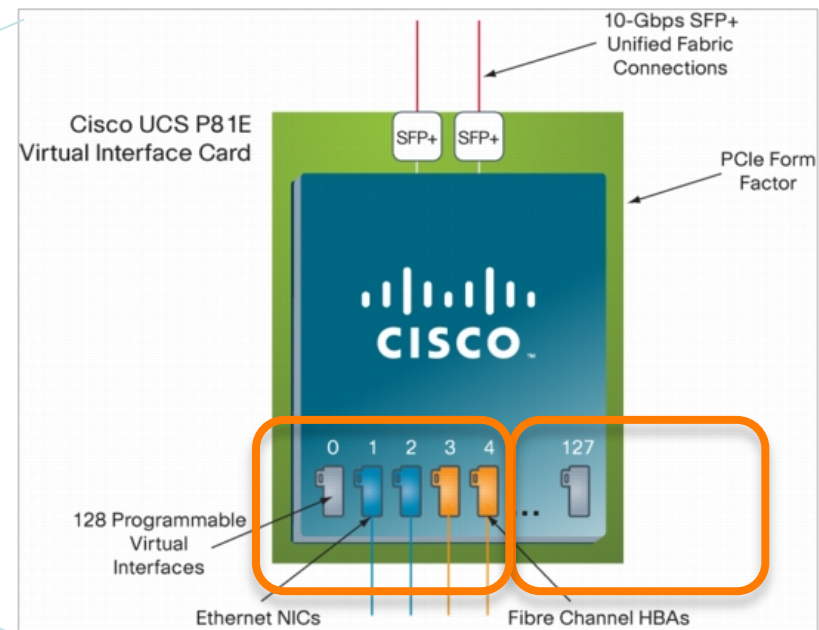 10-Gbps SFP+
Unified Fabric
Connections
Cisco UCS P81E
Virtual Interface Card
SFP+ SFP+
PCIe Form
Factor
CISCO™
0 1 2 3 4 127
...
128 Programmable
Virtual
Interfaces
Ethernet NICs
Fibre Channel HBAs